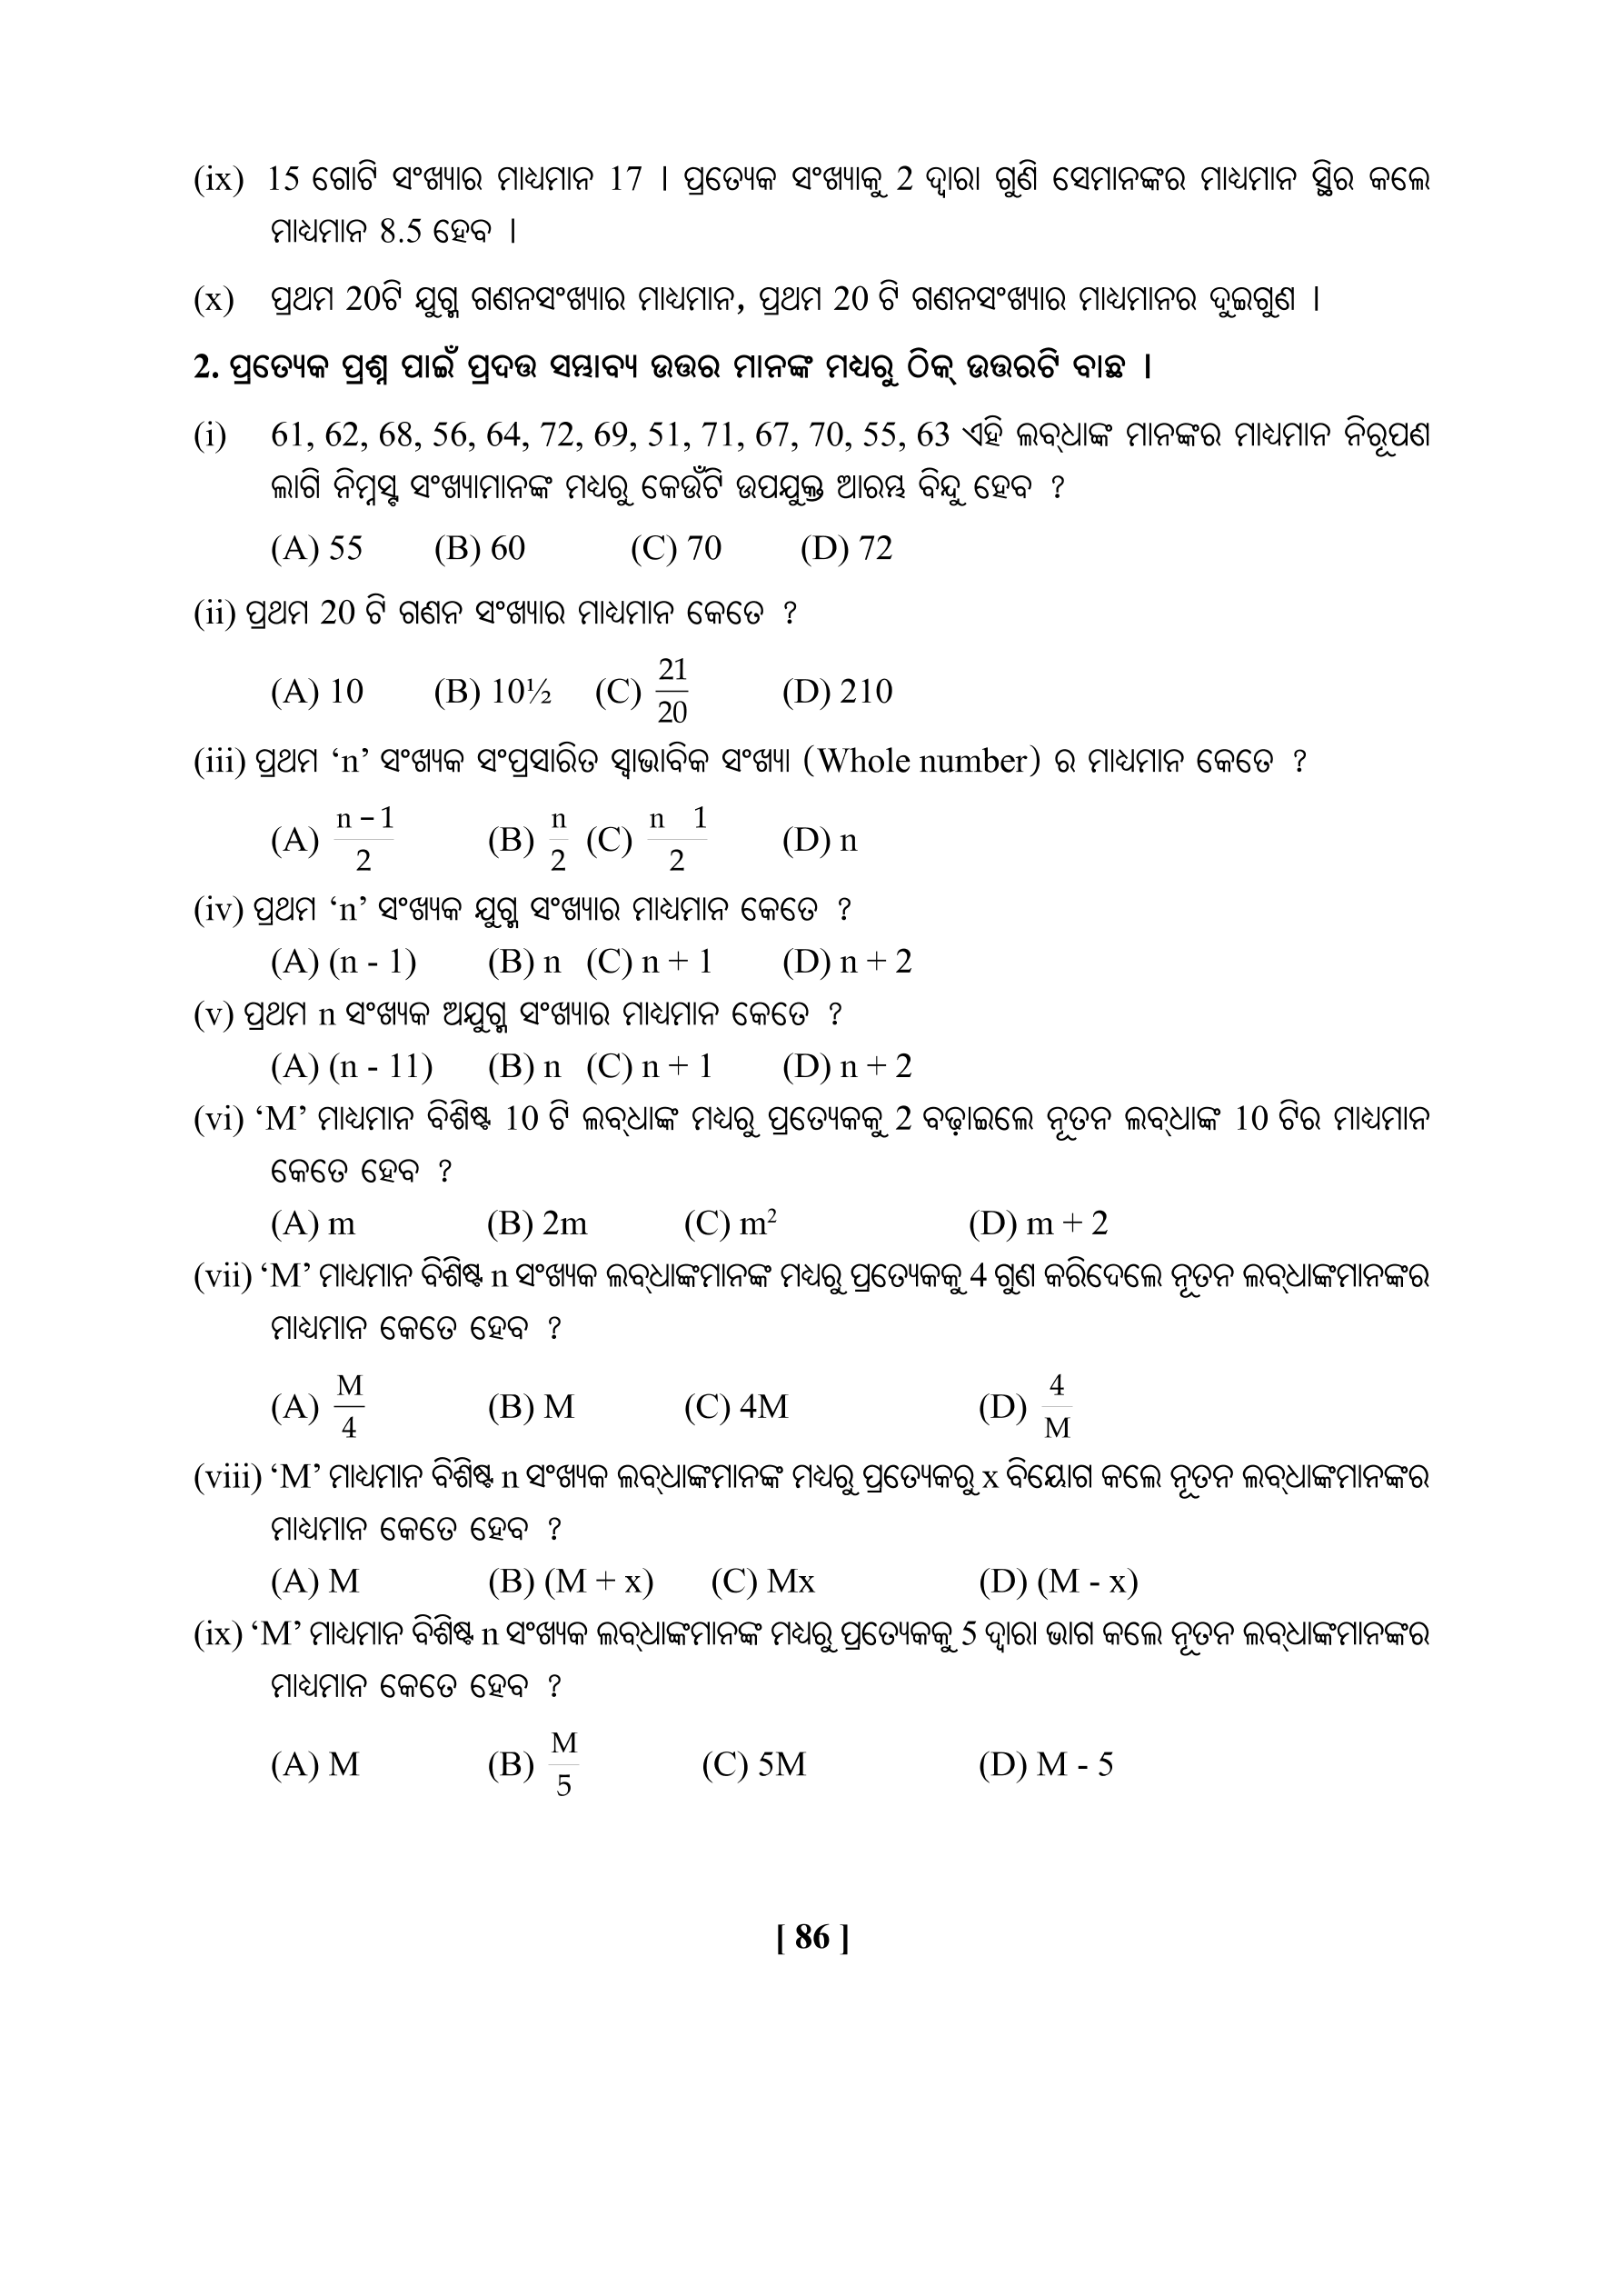 (ix) 15 ଗୋଟି ସଂଖ୍ୟାର ମାଧ୍ୟମାନ 17 । ପ୍ରତ୍ୟେକ ସଂଖ୍ୟାକୁ 2 ଦ୍ୱାରା ଗୁଣି ସେମାନଙ୍କର ମାଧ୍ୟମାନ ସ୍ଥିର କଲେ
ମାଧ୍ୟମାନ 8.5 ହେବ ।
(x) ପ୍ରଥମ 20ଟି ଯୁଗ୍ମ ଗଣନସଂଖ୍ୟାର ମାଧ୍ୟମାନ, ପ୍ରଥମ 20 ଟି ଗଣନସଂଖ୍ୟାର ମାଧ୍ୟମାନର ଦୁଇଗୁଣ ।
2. ପ୍ରତ୍ୟେକ ପ୍ରଶ୍ନ ପାଇଁ ପ୍ରଦତ୍ତ ସମ୍ଭାବ୍ୟ ଉତ୍ତର ମାନଙ୍କ ମଧ୍ୟରୁ ଠିକ୍ ଉତ୍ତରଟି ବାଛ ।
(i) 61, 62, 68, 56, 64, 72, 69, 51, 71, 67, 70, 55, 63 ଏହି ଲବ୍ଧାଙ୍କ ମାନଙ୍କର ମାଧ୍ୟମାନ ନିରୂପଣ
ଲାଗି ନିମ୍ନସ୍ଥ ସଂଖ୍ୟାମାନଙ୍କ ମଧ୍ୟରୁ କେଉଁଟି ଉପଯୁକ୍ତ ଆରମ୍ଭ ବିନ୍ଦୁ ହେବ ?
(A) 55 (B) 60 (C) 70 (D) 72
(ii) ପ୍ରଥମ 20 ଟି ଗଣନ ସଂଖ୍ୟାର ମାଧ୍ୟମାନ କେତେ ?
(A) 10 (B) 10½ (C) 21/20 (D) 210
(iii) ପ୍ରଥମ ‘n’ ସଂଖ୍ୟକ ସଂପ୍ରସାରିତ ସ୍ୱାଭାବିକ ସଂଖ୍ୟା (Whole number) ର ମାଧ୍ୟମାନ କେତେ ?
(A) n – 1/2 (B) n/2 (C) n 1/2 (D) n
(iv) ପ୍ରଥମ ‘n’ ସଂଖ୍ୟକ ଯୁଗ୍ମ ସଂଖ୍ୟାର ମାଧ୍ୟମାନ କେତେ ?
(A) (n - 1) (B) n (C) n + 1 (D) n + 2
(v) ପ୍ରଥମ n ସଂଖ୍ୟକ ଅଯୁଗ୍ମ ସଂଖ୍ୟାର ମାଧ୍ୟମାନ କେତେ ?
(A) (n - 11) (B) n (C) n + 1 (D) n + 2
(vi) ‘M’ ମାଧ୍ୟମାନ ବିଶିଷ୍ଟ 10 ଟି ଲବ୍ଧାଙ୍କ ମଧ୍ୟରୁ ପ୍ରତ୍ୟେକକୁ 2 ବଢ଼ାଇଲେ ନୂତନ ଲବ୍ଧାଙ୍କ 10 ଟିର ମାଧ୍ୟମାନ
କେତେ ହେବ ?
(A) m (B) 2m (C) m² (D) m + 2
(vii) ‘M’ ମାଧ୍ୟମାନ ବିଶିଷ୍ଟ n ସଂଖ୍ୟକ ଲବ୍ଧାଙ୍କମାନଙ୍କ ମଧ୍ୟରୁ ପ୍ରତ୍ୟେକକୁ 4 ଗୁଣ କରିଦେଲେ ନୂତନ ଲବ୍ଧାଙ୍କମାନଙ୍କର
ମାଧ୍ୟମାନ କେତେ ହେବ ?
(A) M/4 (B) M (C) 4M (D) 4/M
(viii) ‘M’ ମାଧ୍ୟମାନ ବିଶିଷ୍ଟ n ସଂଖ୍ୟକ ଲବ୍ଧାଙ୍କମାନଙ୍କ ମଧ୍ୟରୁ ପ୍ରତ୍ୟେକରୁ x ବିୟୋଗ କଲେ ନୂତନ ଲବ୍ଧାଙ୍କମାନଙ୍କର
ମାଧ୍ୟମାନ କେତେ ହେବ ?
(A) M (B) (M + x) (C) Mx (D) (M - x)
(ix) ‘M’ ମାଧ୍ୟମାନ ବିଶିଷ୍ଟ n ସଂଖ୍ୟକ ଲବ୍ଧାଙ୍କମାନଙ୍କ ମଧ୍ୟରୁ ପ୍ରତ୍ୟେକକୁ 5 ଦ୍ୱାରା ଭାଗ କଲେ ନୂତନ ଲବ୍ଧାଙ୍କମାନଙ୍କର
ମାଧ୍ୟମାନ କେତେ ହେବ ?
(A) M (B) M/5 (C) 5M (D) M - 5
[ 86 ]